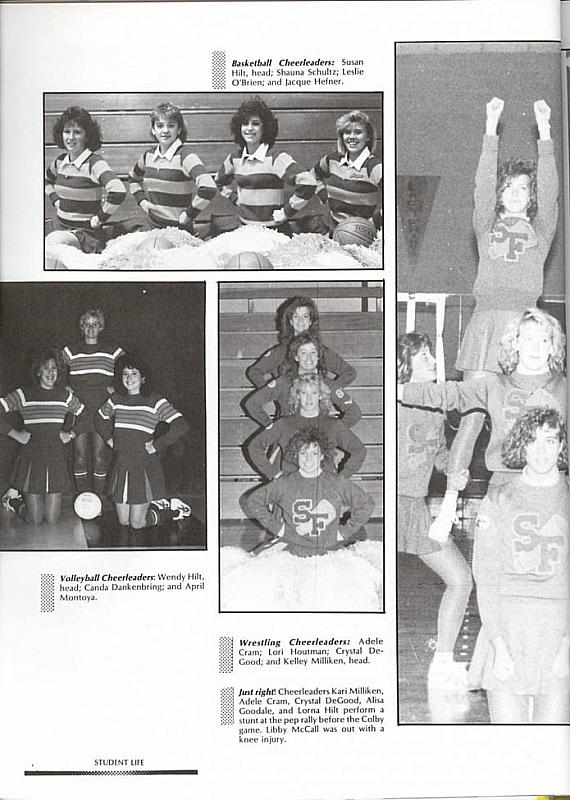 Basketball Cheerleaders: Susan
Hilt, head; Shauna Schultz; Leslie
O'Brien; and Jacque Hefner.
SF
SF
SF
Volleyball Cheerleaders: Wendy Hilt,
head; Canda Dankenbring; and April
Montoya.
Wrestling Cheerleaders: Adele
Cram; Lori Houtman; Crystal De-
Good; and Kelley Milliken, head.
Just right! Cheerleaders Kari Milliken,
Adele Cram, Crystal DeGood, Alisa
Goodale, and Lorna Hilt perform a
stunt at the pep rally before the Colby
game. Libby McCall was out with a
knee injury.
STUDENT LIFE